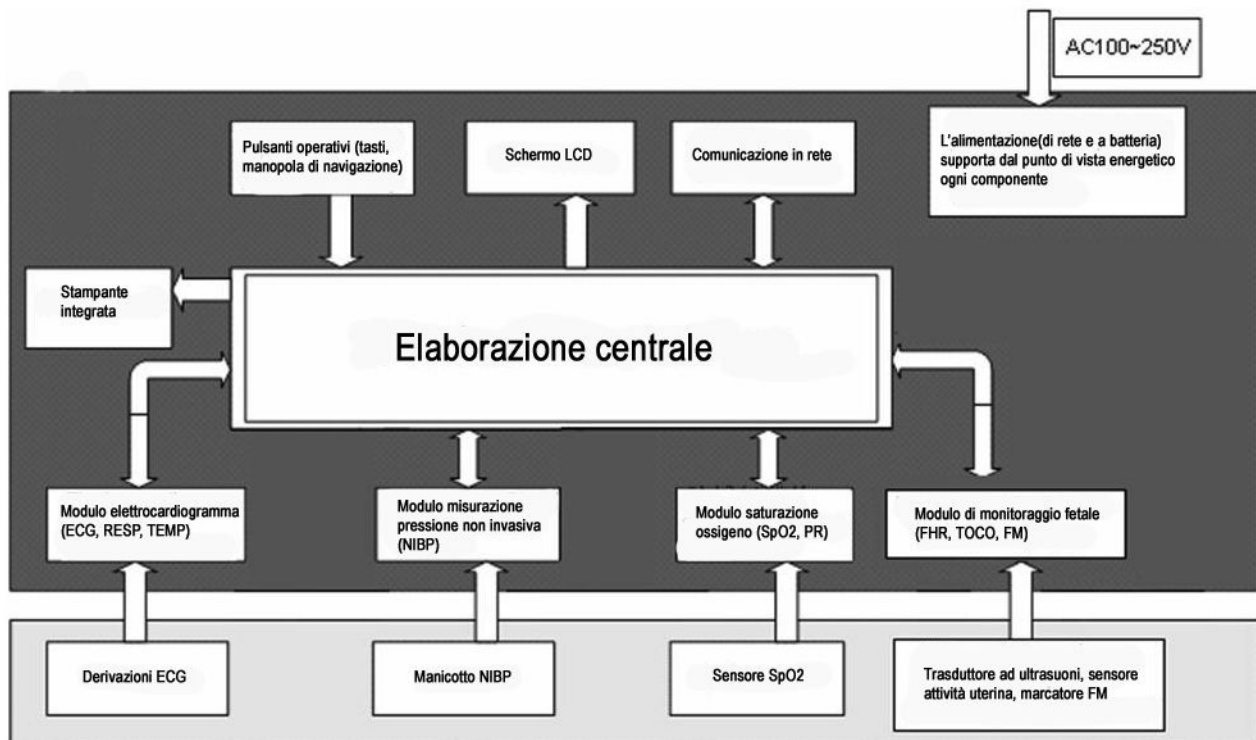 AC100~250V
Pulsanti operativi (tasti,
manopola di navigazione)
Schermo LCD
Comunicazione in rete
L'alimentazione(di rete e a batteria)
supporta dal punto di vista energetico
ogni componente
Stampante
integrata
Elaborazione centrale
Modulo elettrocardiogramma
(ECG, RESP, TEMP)
Modulo misurazione
pressione non invasiva
(NIBP)
Modulo saturazione
ossigeno (SpO2, PR)
Modulo di monitoraggio fetale
(FHR, TOCO, FM)
Derivazioni ECG
Manicotto NIBP
Sensore SpO2
Trasduttore ad ultrasuoni, sensore
attività uterina, marcatore FM